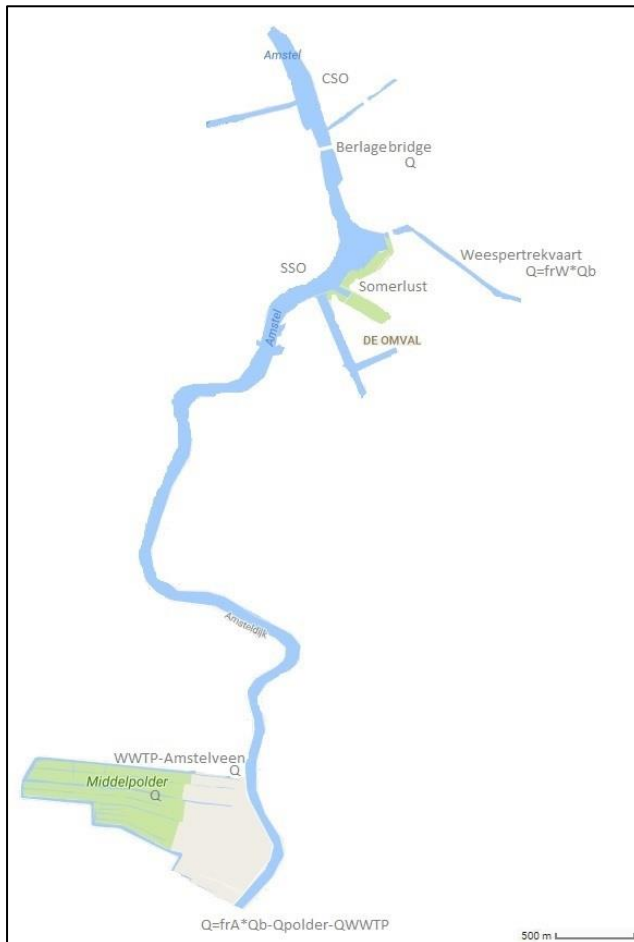 Amstel
CSO
Berlagebridge
Q
Weespertrekvaart
Q=frW*Qb
SSO
Somerlust
Amstel
DE OMVAL
Amsteldijk
WWTP-Amstelveen
Q
Middelpolder
Q
Q=frA*Qb-Qpolder-QWWTP
500 m